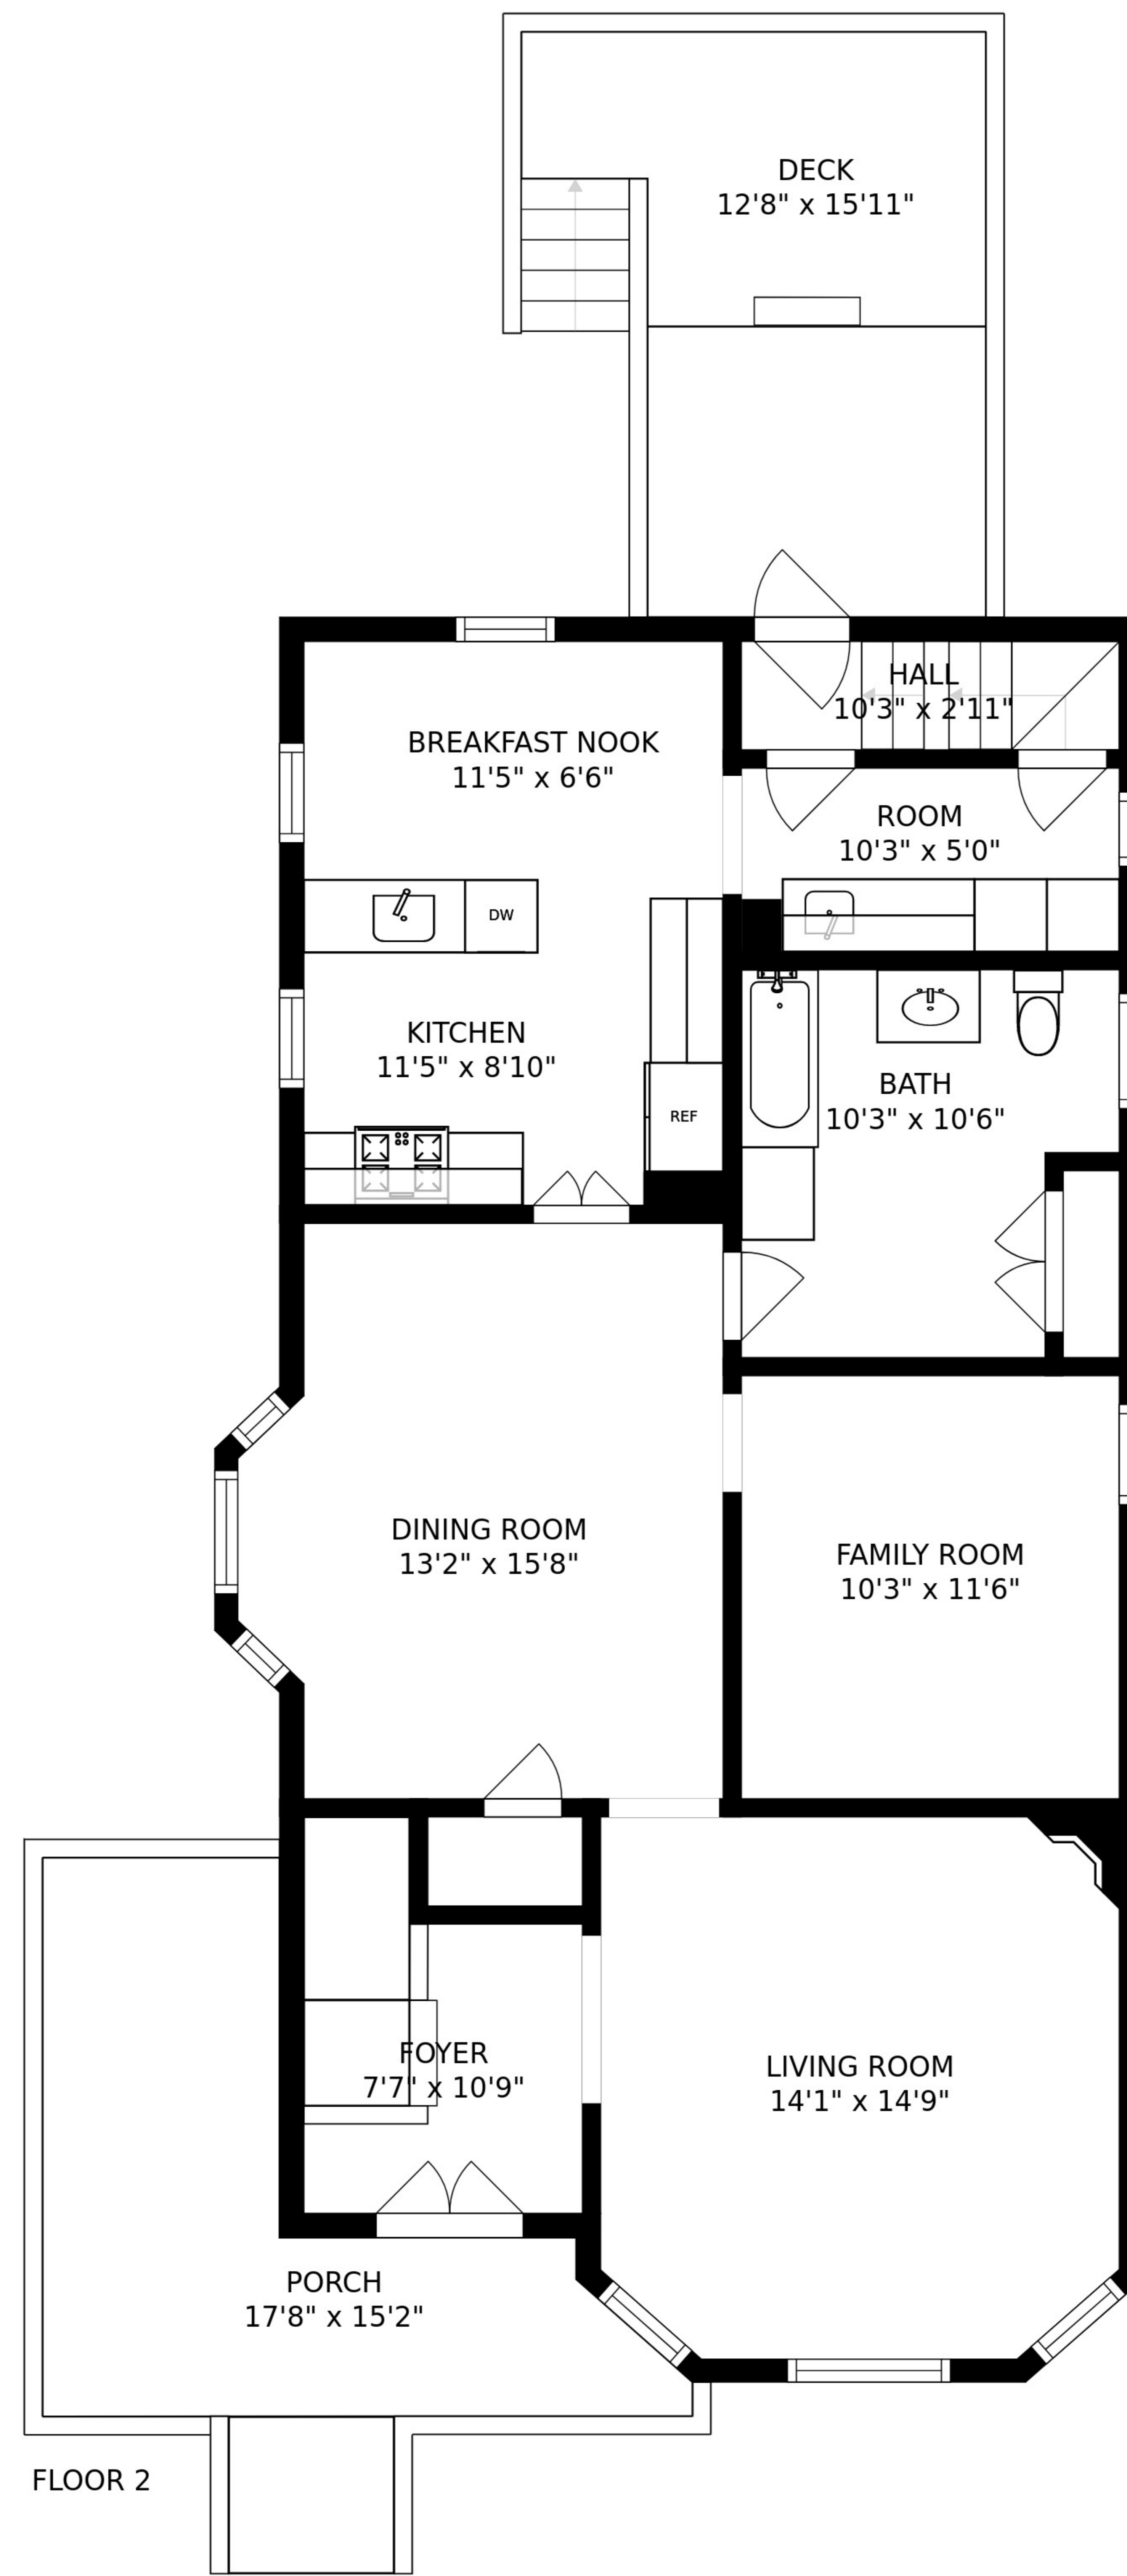 DECK
12'8" x 15'11"
HALL
10'3" x 2'11"
BREAKFAST NOOK
11'5" x 6'6"
ROOM
10'3" x 5'0"
DW
KITCHEN
11'5" x 8'10"
REF
BATH
10'3" x 10'6"
DINING ROOM
13'2" x 15'8"
FAMILY ROOM
10'3" x 11'6"
FOYER
7'7" x 10'9"
LIVING ROOM
14'1" x 14'9"
PORCH
17'8" x 15'2"
FLOOR 2